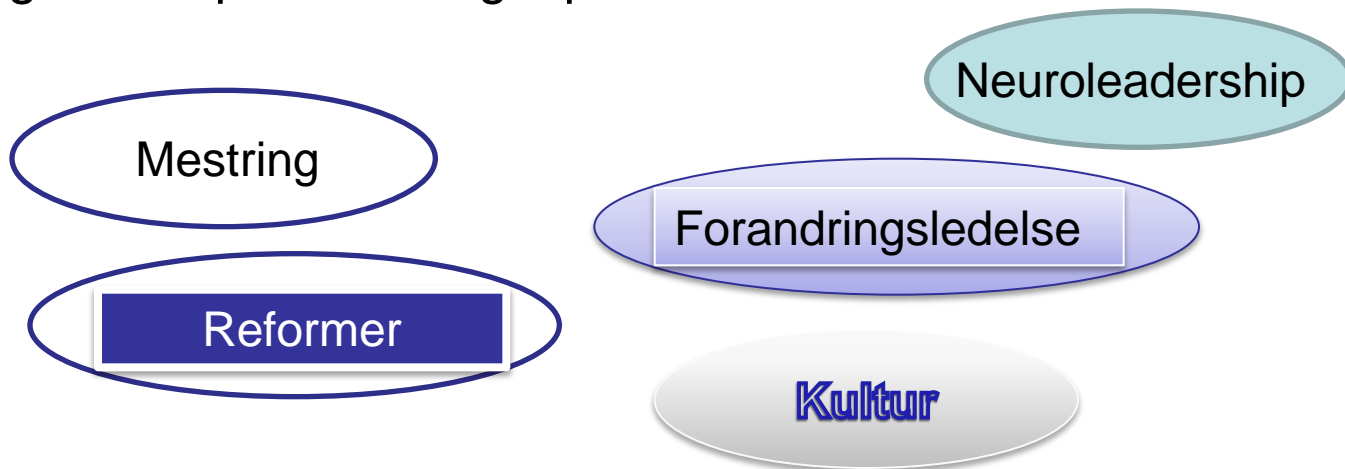 Neuroleadership
Mestring
Forandringsledelse
Reformer
Kultur